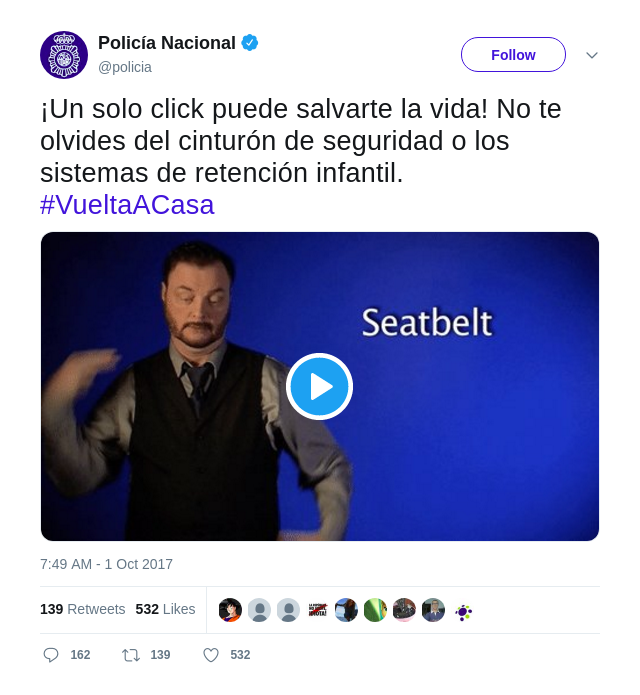 Policía Nacional
@policia
Follow
¡Un solo click puede salvarte la vida! No te
olvides del cinturón de seguridad o los
sistemas de retención infantil.
#VueltaACasa
Seatbelt
7:49 AM - 1 Oct 2017
139 Retweets 532 Likes
162 139 532